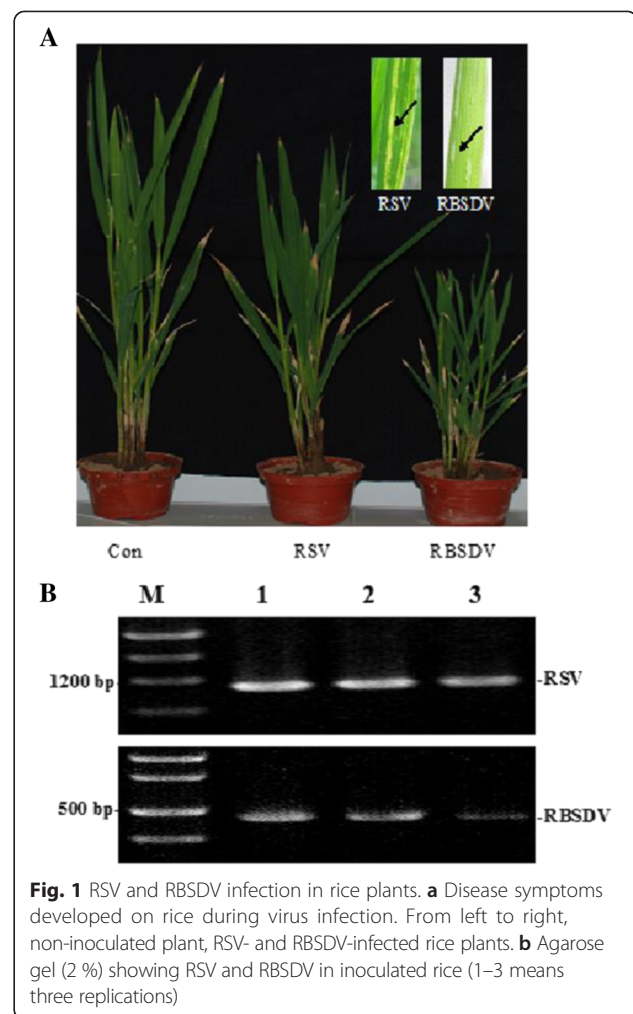 A
RSV RBSDV
Con RSV RBSDV
B M 1 2 3
1200 bp -RSV
500 bp -RBSDV
Fig. 1 RSV and RBSDV infection in rice plants. a Disease symptoms
developed on rice during virus infection. From left to right,
non-inoculated plant, RSV- and RBSDV-infected rice plants. b Agarose
gel (2 %) showing RSV and RBSDV in inoculated rice (1–3 means
three replications)